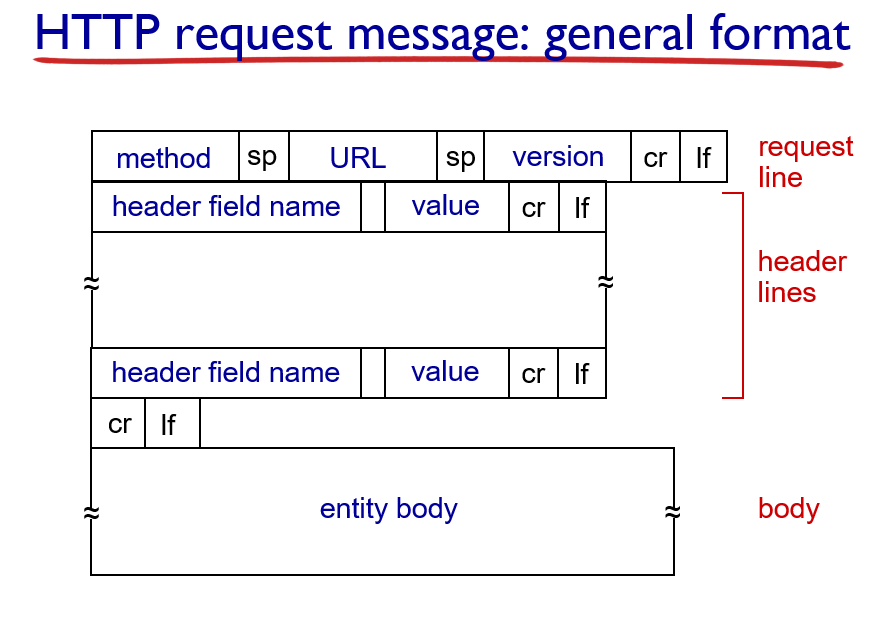 HTTP request message: general format
method sp URL sp version cr lf
request
line
header field name value cr lf
header
lines
≈ ≈
header field name value cr lf
cr lf
≈ entity body ≈
body